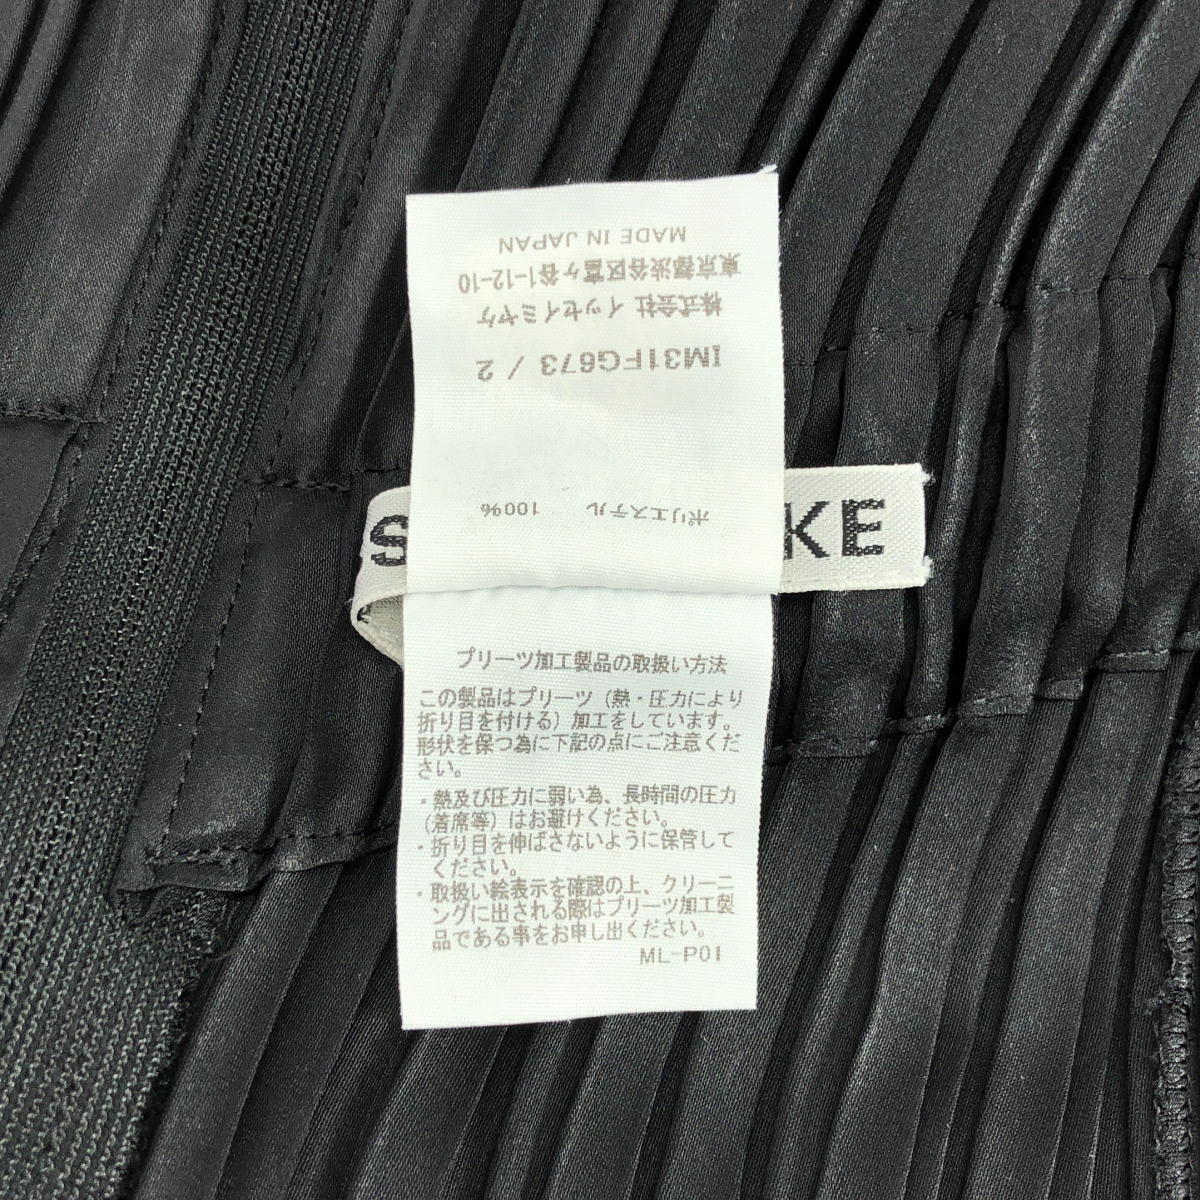 MADE IN JAPAN
東京都渋谷区富ヶ谷1-12-10
株式会社 イッセイミヤケ
IM31FG673 / 2
ポリエステル 100%
S KE
プリーツ加工製品の取扱い方法
この製品はプリーツ（熱・圧力により
折り目を付ける）加工をしています。
形状を保つ為に下記の点にご注意くだ
さい。
・熱及び圧力に弱い為、長時間の圧力
(着席等) はお避けください。
・折り目を伸ばさないように保管して
ください。
・取扱い絵表示を確認の上、クリーニ
ングに出される際はプリーツ加工製
品である事をお申し出ください。
ML-P01